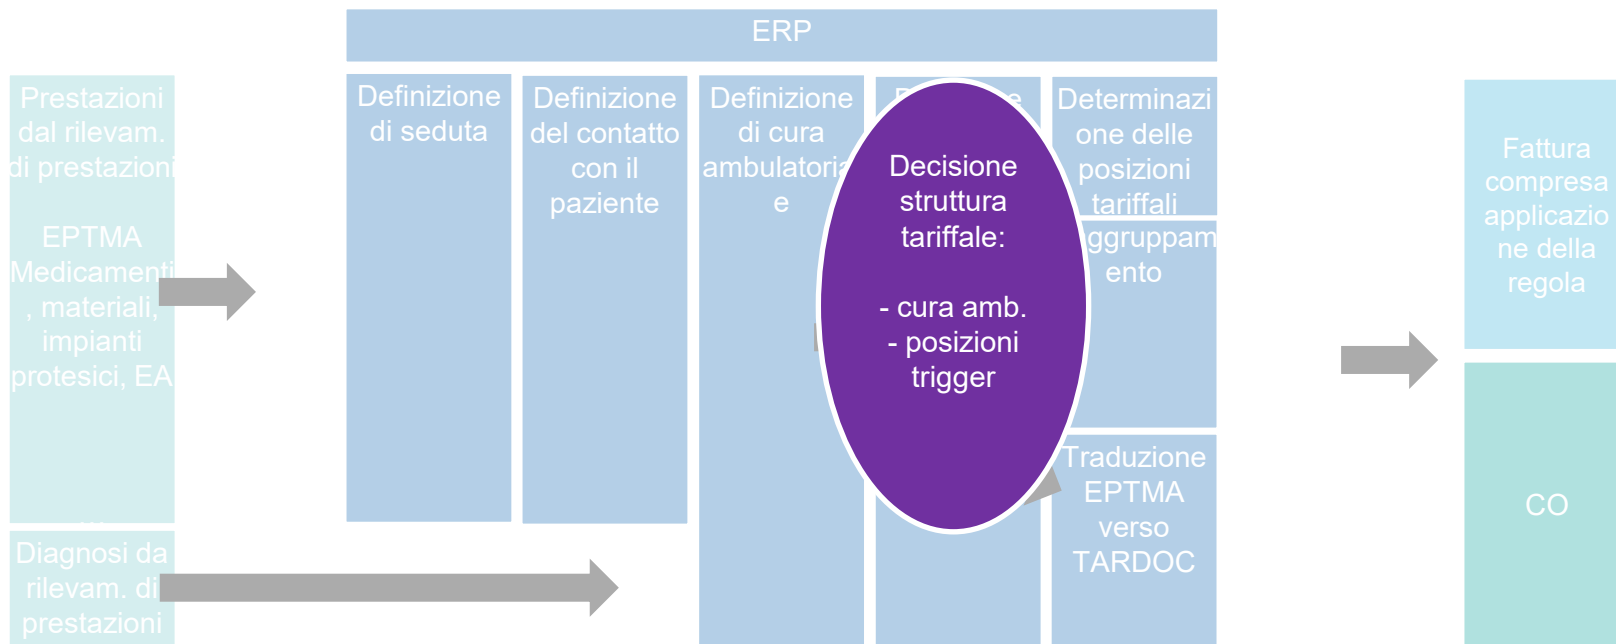 ERP
Prestazioni
dal rilevam.
di prestazioni
EPTMA
Medicamenti
, materiali,
impianti
protesici, EA
...
Diagnosi da
rilevam. di
prestazioni
Definizione
di seduta
Definizione
del contatto
con il
paziente
Definizione
di cura
ambulatoria
e
Decisione
struttura
tariffale:
- cura amb.
- posizioni
trigger
Determinazi
one delle
posizioni
tariffali
ggruppam
ento
Traduzione
EPTMA
verso
TARDOC
Fattura
compresa
applicazio
ne della
regola
CO